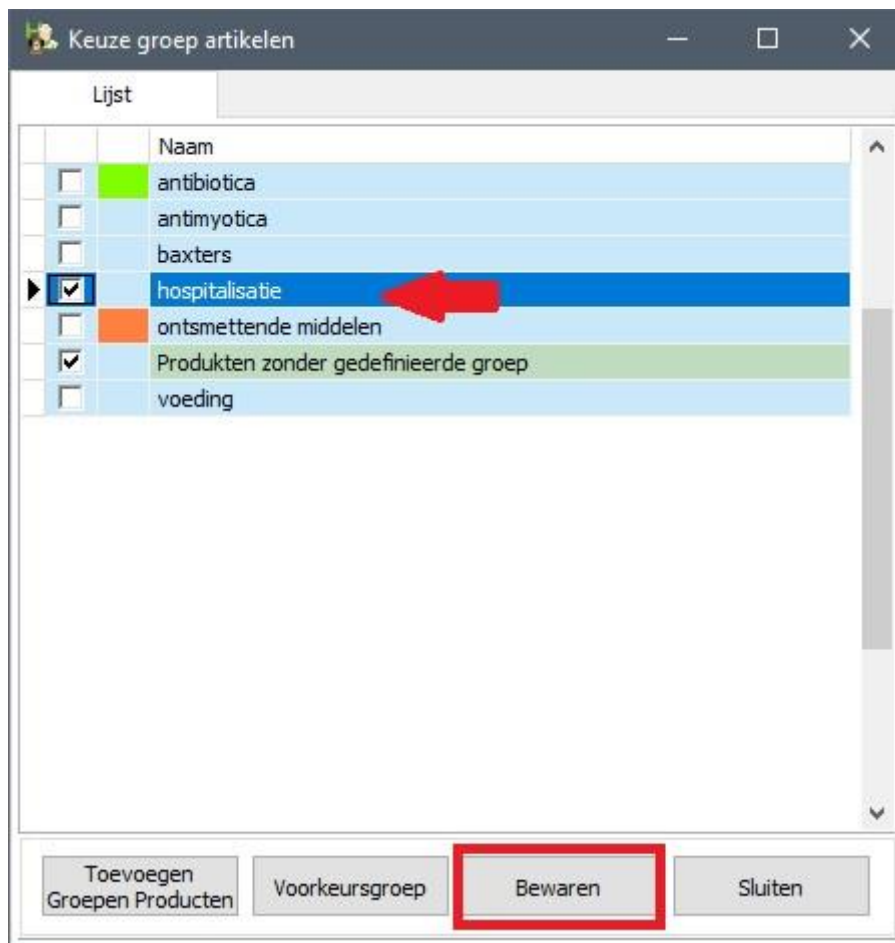 Keuze groep artikelen
Lijst
Naam
antibiotica
antimyotica
baxters
hospitalisatie
ontsmettende middelen
Produkten zonder gedefinieerde groep
voeding
Toevoegen
Groepen Producten
Voorkeursgroep
Bewaren
Sluiten